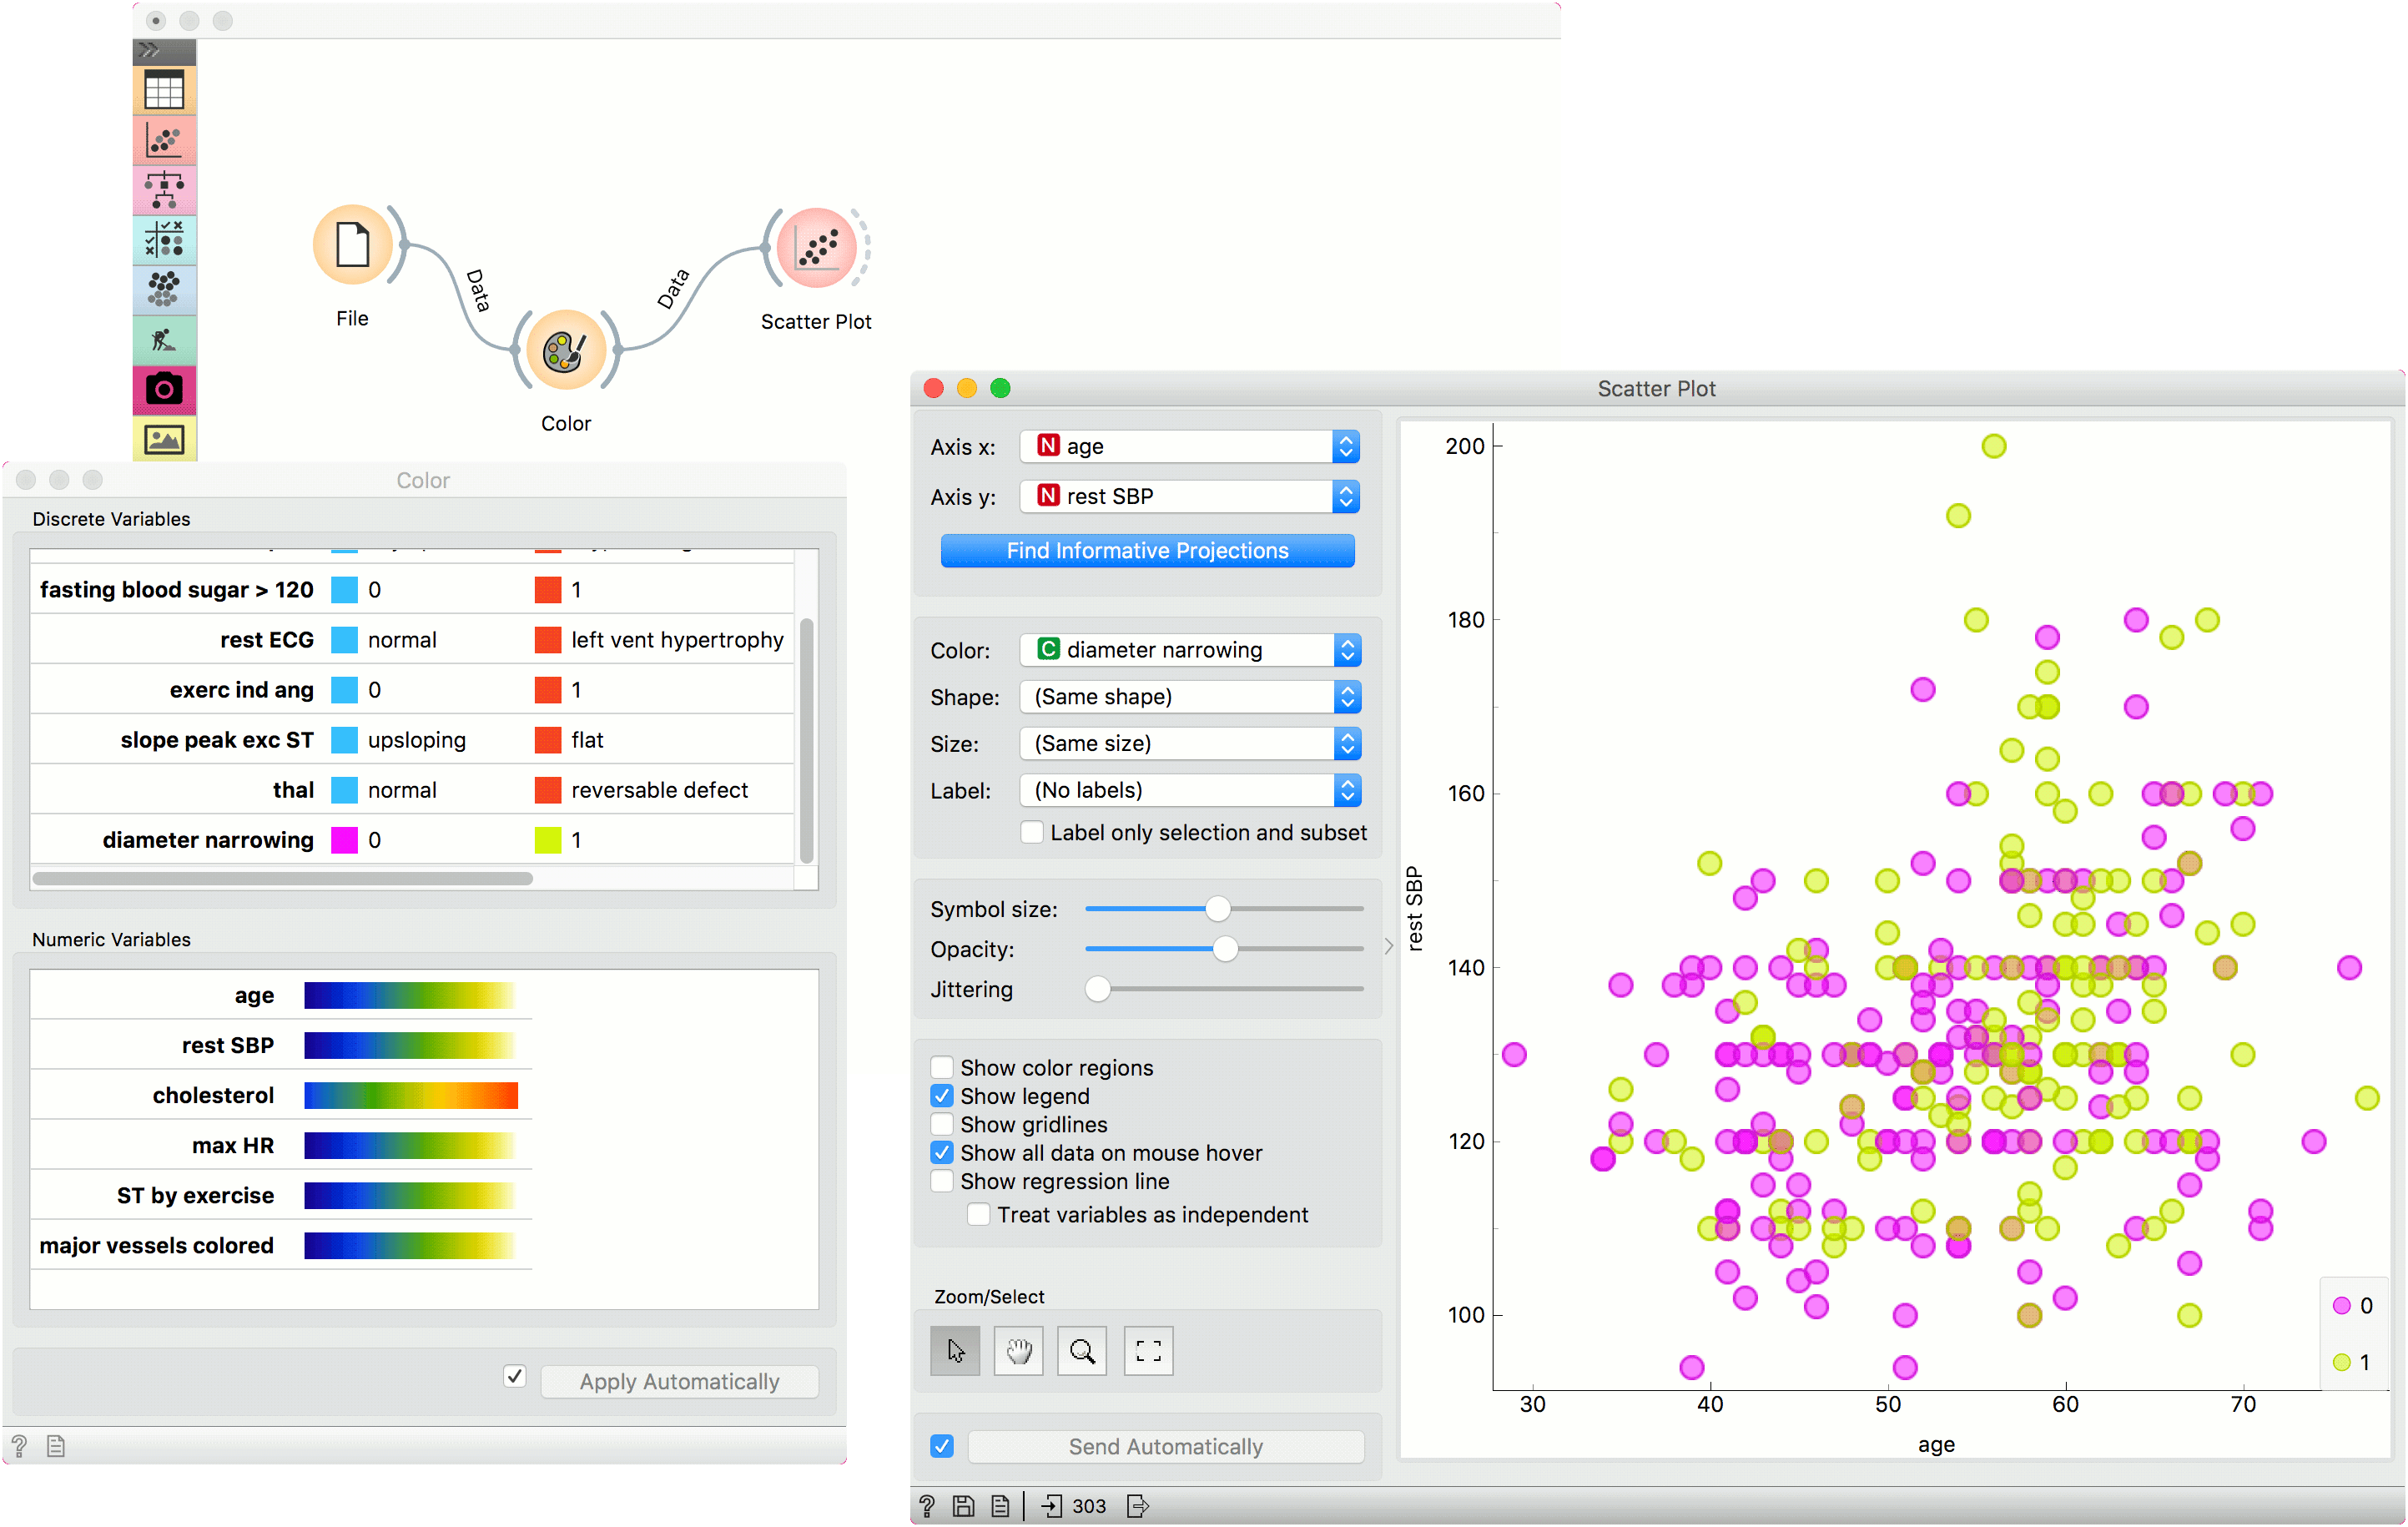 File
Data
Color
Data
Scatter Plot
Color
Discrete Variables
fasting blood sugar > 120 0 1
rest ECG normal left vent hypertrophy
exerc ind ang 0 1
slope peak exc ST upsloping flat
thal normal reversable defect
diameter narrowing 0 1
Numeric Variables
age
rest SBP
cholesterol
max HR
ST by exercise
major vessels colored
Apply Automatically
?
Scatter Plot
Axis x: N age
Axis y: N rest SBP
Find Informative Projections
Color: C diameter narrowing
Shape: (Same shape)
Size: (Same size)
Label: (No labels)
Label only selection and subset
Symbol size:
Opacity:
Jittering
Show color regions
Show legend
Show gridlines
Show all data on mouse hover
Show regression line
Treat variables as independent
Zoom/Select
Send Automatically
? 303
200
180
160
140
120
100
rest SBP
30 40 50 60 70
age
0
1